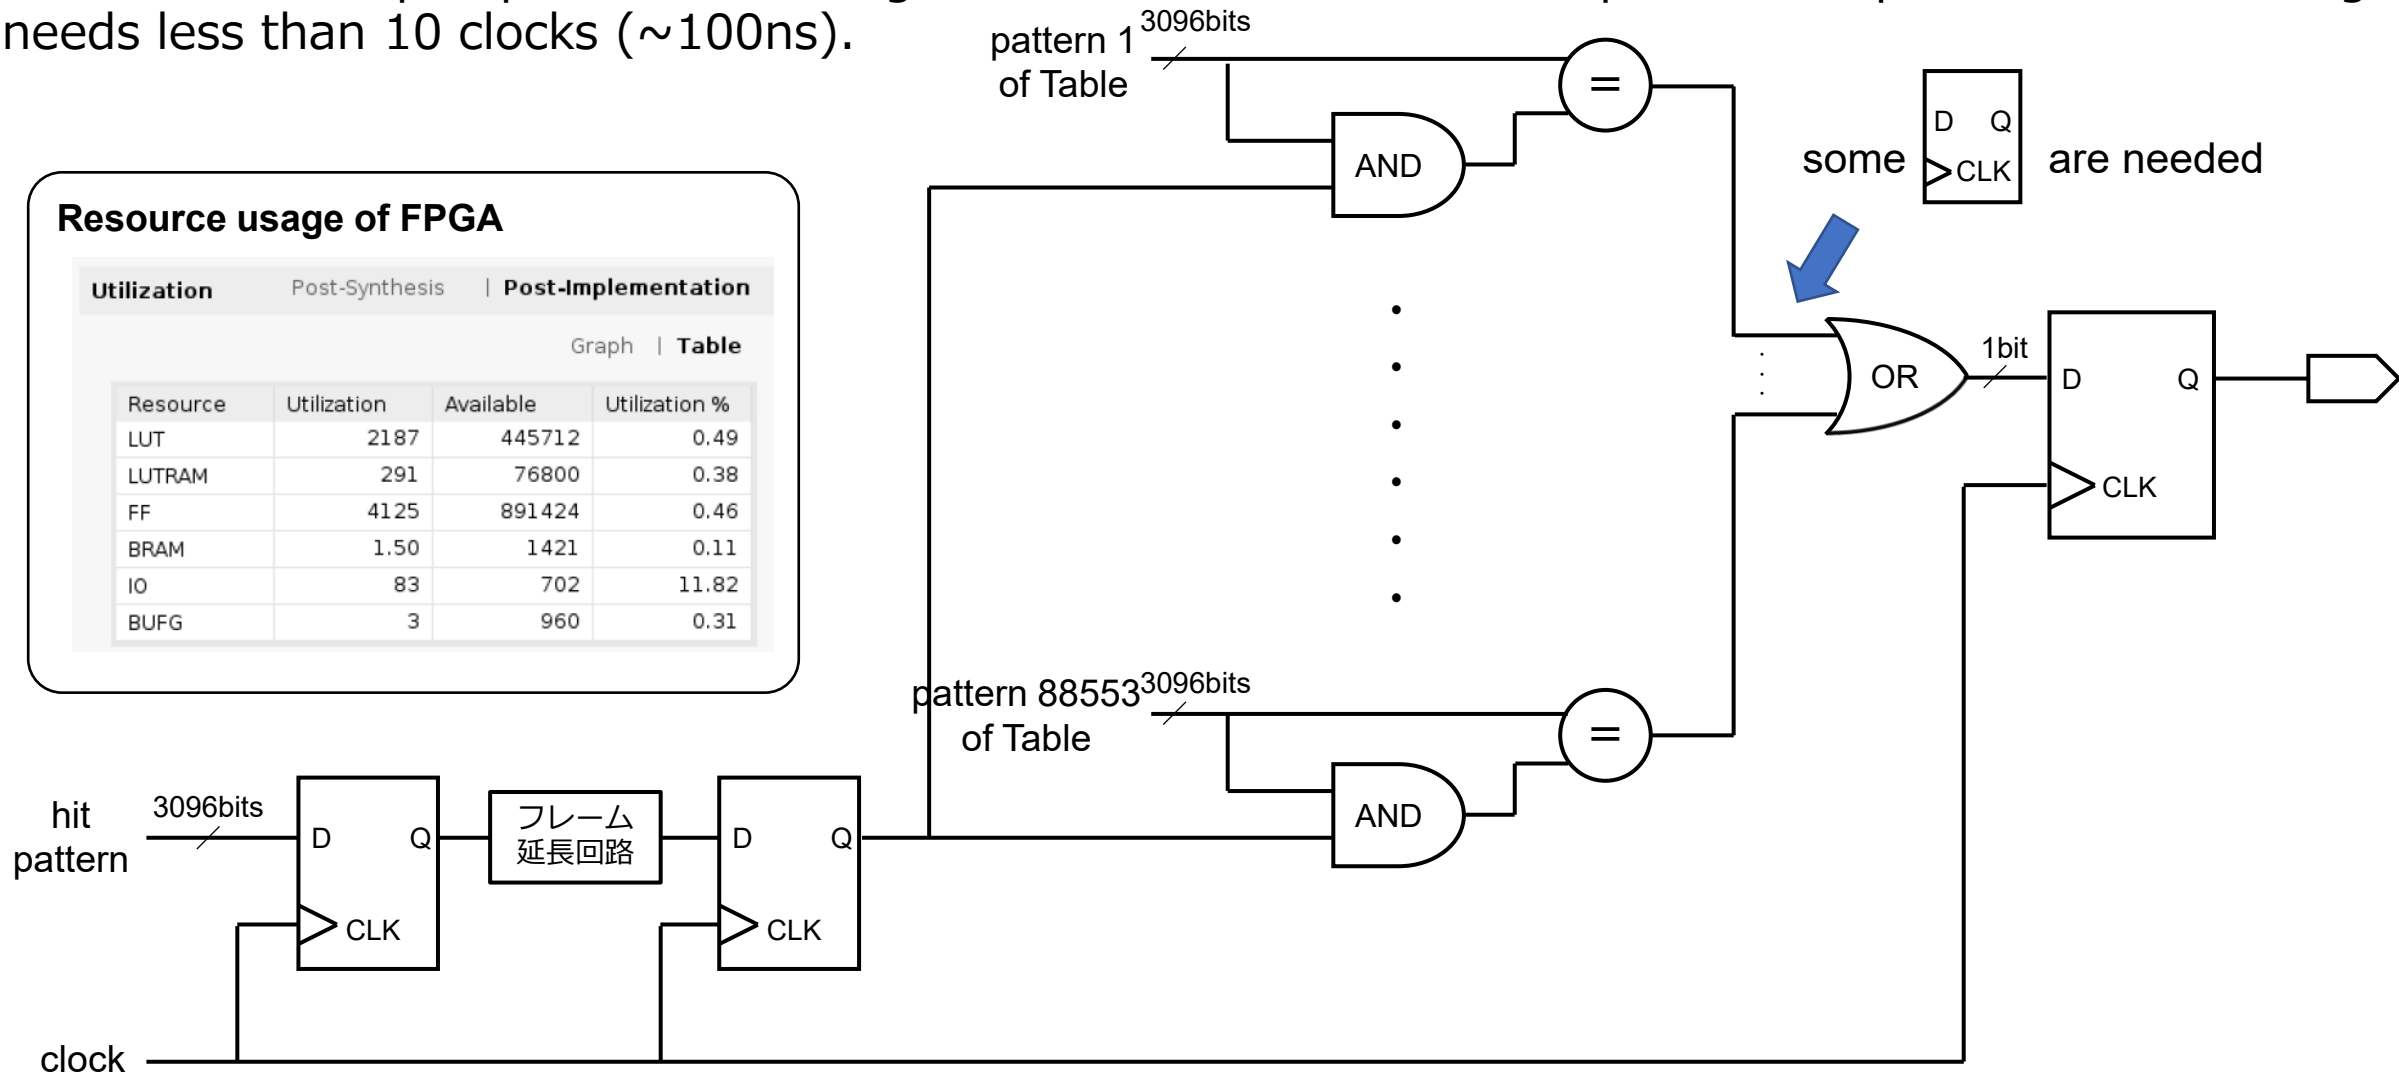 needs less than 10 clocks (~100ns).
pattern 1
of Table
3096bits
=
AND
some
D Q
CLK
are needed
Resource usage of FPGA
Utilization Post-Synthesis | Post-Implementation
Graph | Table
Resource Utilization Available Utilization %
LUT 2187 445712 0.49
LUTRAM 291 76800 0.38
FF 4125 891424 0.46
BRAM 1.50 1421 0.11
IO 83 702 11.82
BUFG 3 960 0.31
OR
1bit
D Q
CLK
pattern 88553
of Table
3096bits
=
AND
hit
pattern
3096bits
D Q
CLK
フレーム
延長回路
D Q
CLK
clock